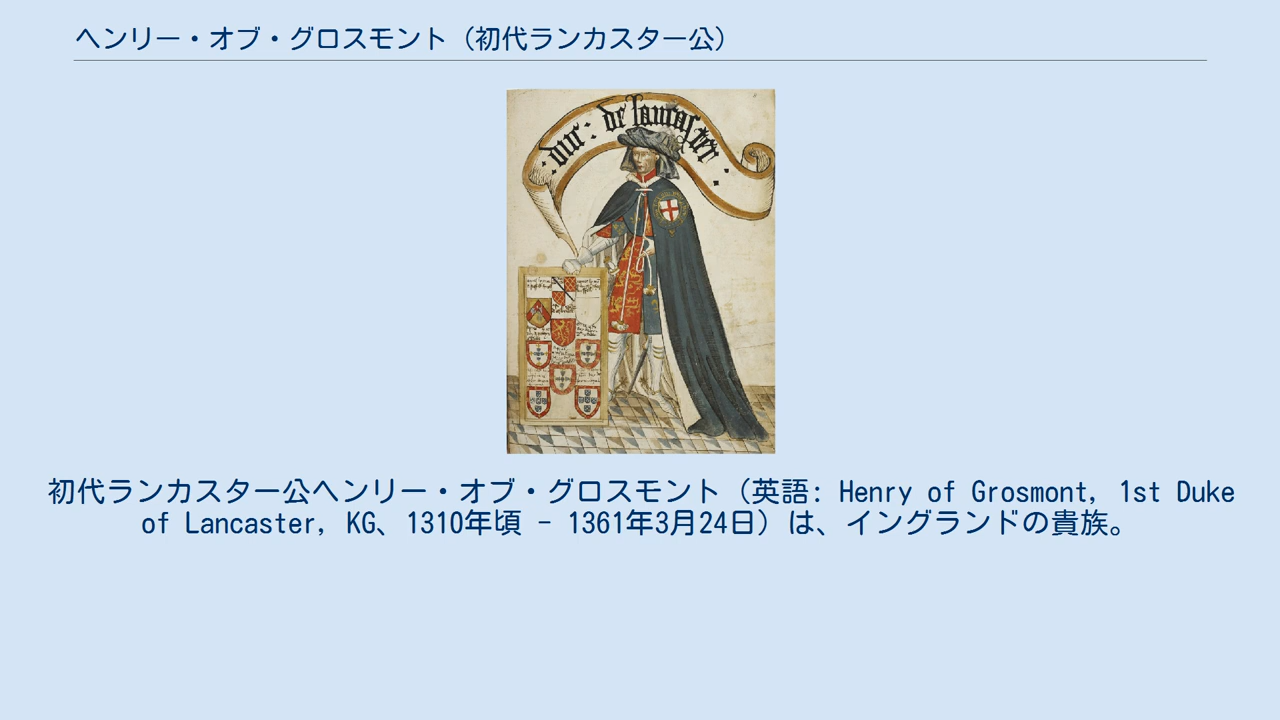 ヘンリー・オブ・グロスモント（初代ランカスター公）
duc : de lancaster
初代ランカスター公ヘンリー・オブ・グロスモント（英語: Henry of Grosmont, 1st Duke
of Lancaster, KG、1310年頃 - 1361年3月24日）は、イングランドの貴族。